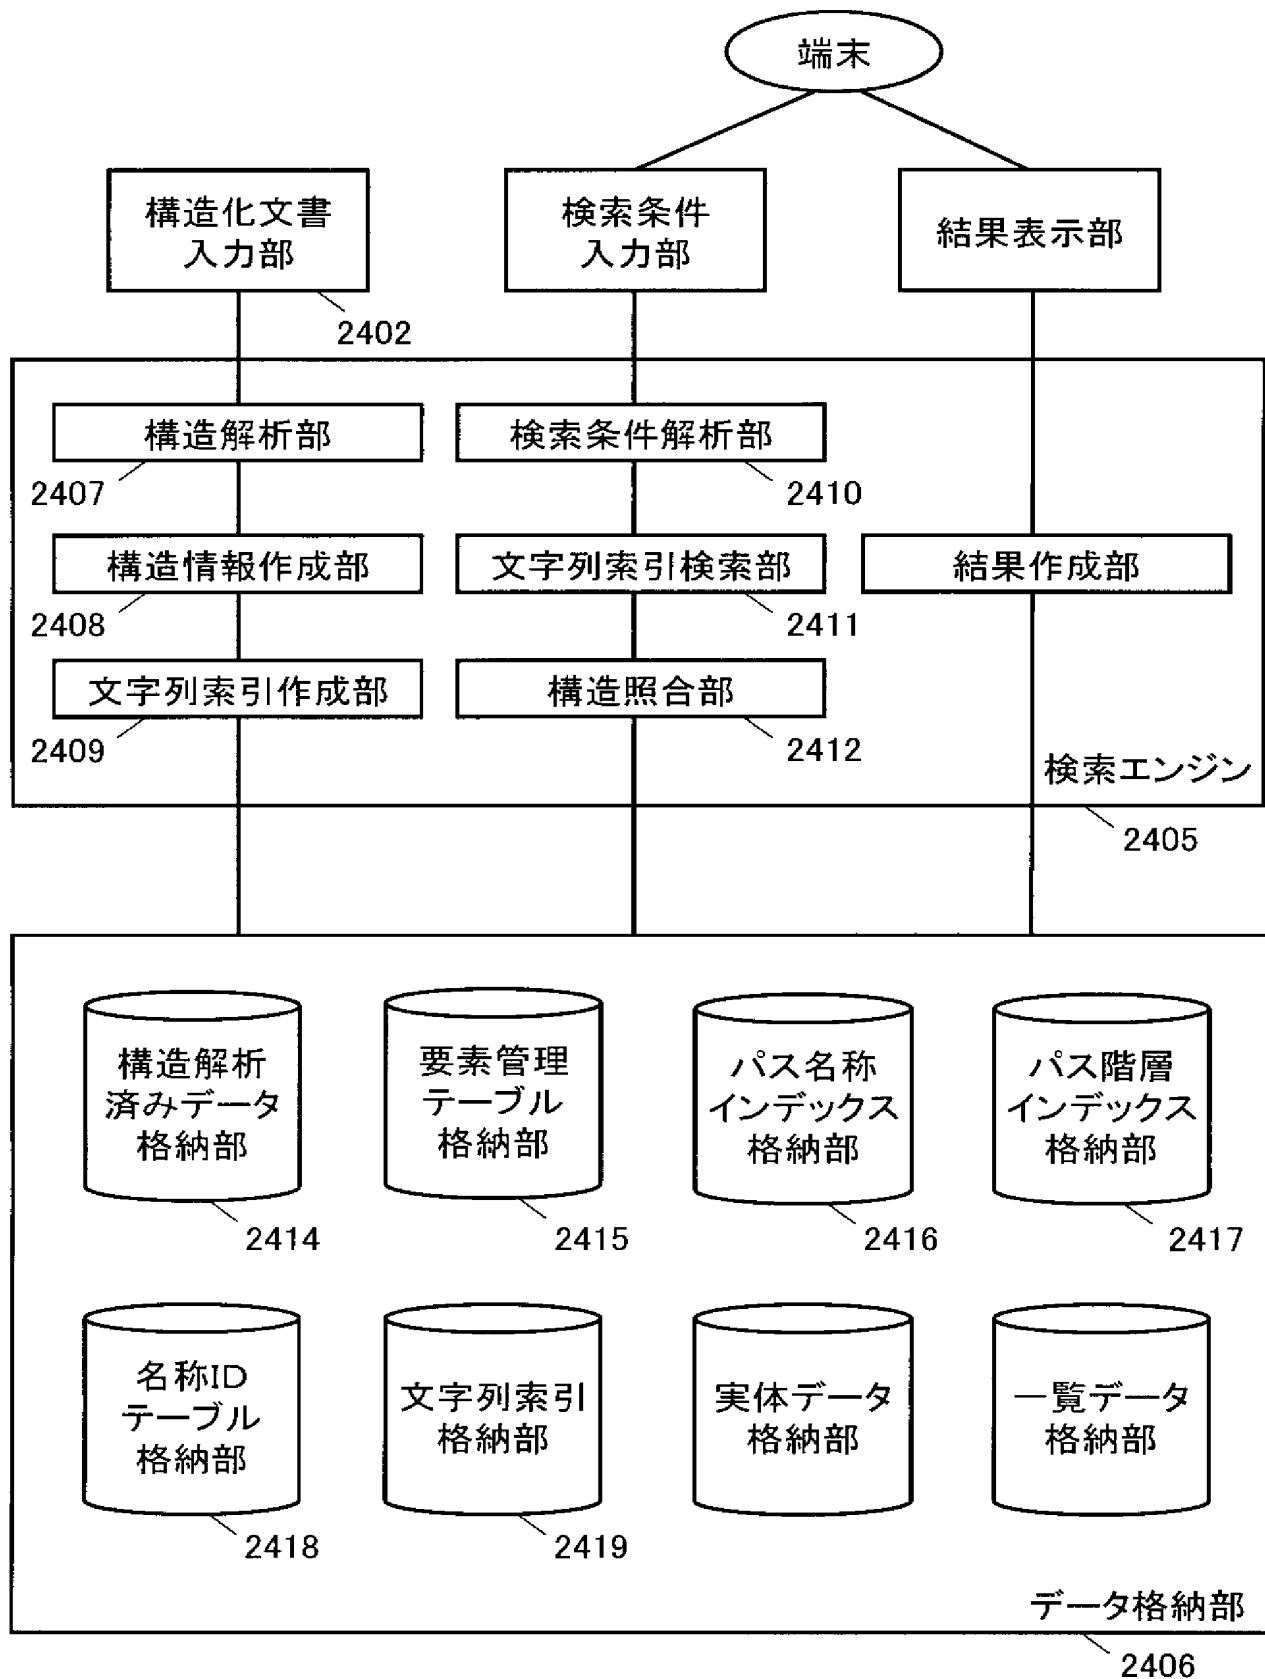 端末
構造化文書
入力部
検索条件
入力部
結果表示部
2402
構造解析部
検索条件解析部
2407
2410
構造情報作成部
文字列索引検索部
結果作成部
2408
2411
文字列索引作成部
構造照合部
2409
2412
検索エンジン
2405
構造解析
済みデータ
格納部
要素管理
テーブル
格納部
パス名称
インデックス
格納部
パス階層
インデックス
格納部
2414
2415
2416
2417
名称ID
テーブル
格納部
文字列索引
格納部
実体データ
格納部
一覧データ
格納部
2418
2419
データ格納部
2406